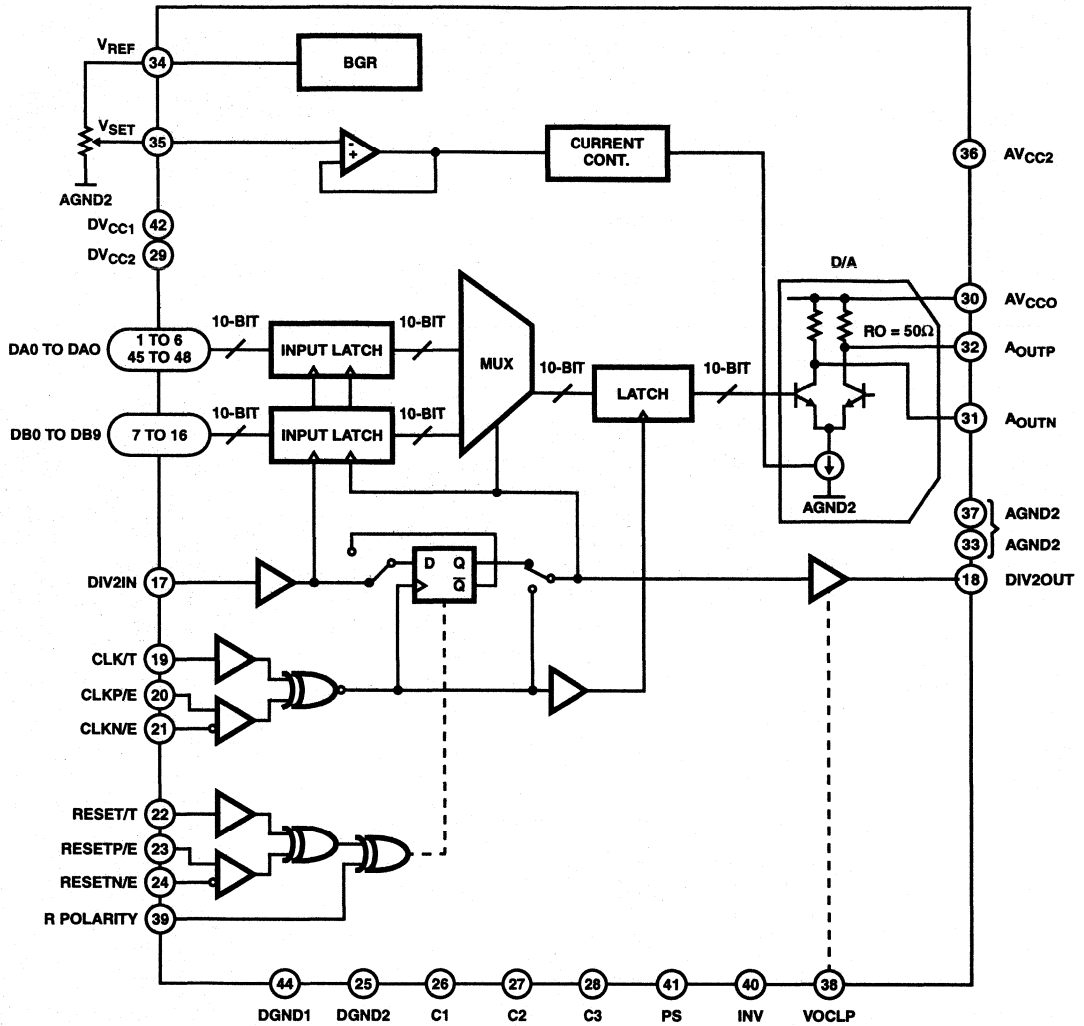 VREF
34
BGR
VSET
35
-
+
CURRENT
CONT.
36
AVCC2
AGND2
DVCC1
42
DVCC2
29
D/A
30
AVCCO
RO = 50Ω
32
AOUTP
31
AOUTN
DA0 TO DAO
1 TO 6
45 TO 48
10-BIT
INPUT LATCH
10-BIT
MUX
10-BIT
LATCH
10-BIT
DB0 TO DB9
7 TO 16
10-BIT
INPUT LATCH
10-BIT
AGND2
37
AGND2
33
AGND2
DIV2IN
17
D
Q
Q̅
18
DIV2OUT
CLK/T
19
CLKP/E
20
CLKN/E
21
RESET/T
22
RESETP/E
23
RESETN/E
24
R POLARITY
39
44
25
26
27
28
41
40
38
DGND1
DGND2
C1
C2
C3
PS
INV
VOCLP